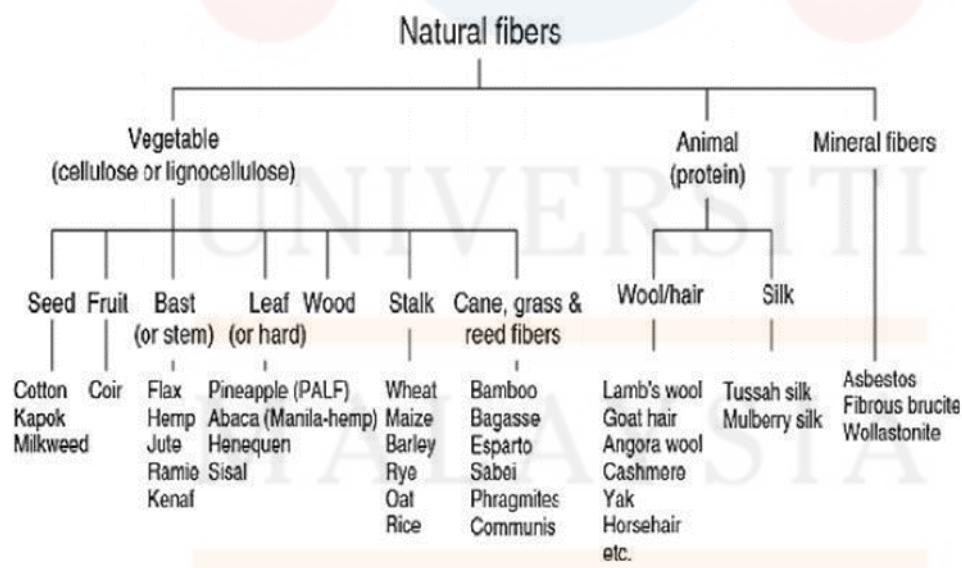 Natural fibers
Vegetable
(cellulose or lignocellulose)
Animal
(protein)
Mineral fibers
Seed
Fruit
Bast
(or stem)
Leaf
(or hard)
Wood
Stalk
Cane, grass &
reed fibers
Wool/hair
Silk
Cotton
Kapok
Milkweed
Coir
Flax
Hemp
Jute
Ramie
Kenaf
Pineapple (PALF)
Abaca (Manila-hemp)
Henequen
Sisal
Wheat
Maize
Barley
Rye
Oat
Rice
Bamboo
Bagasse
Esparto
Sabei
Phragmites
Communis
Lamb's wool
Goat hair
Angora wool
Cashmere
Yak
Horsehair
etc.
Tussah silk
Mulberry silk
Asbestos
Fibrous brucite
Wollastonite
UNIVERSITI